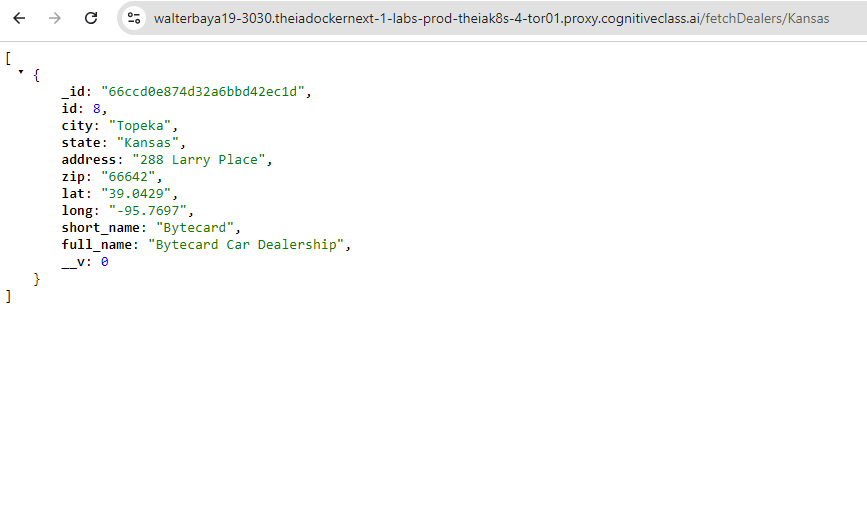 walterbaya19-3030.theiadockernext-1-labs-prod-theiak8s-4-tor01.proxy.cognitiveclass.ai/fetchDealers/Kansas
[
{
_id: "66ccd0e874d32a6bbd42ec1d",
id: 8,
city: "Topeka",
state: "Kansas",
address: "288 Larry Place",
zip: "66642",
lat: "39.0429",
long: "-95.7697",
short_name: "Bytecard",
full_name: "Bytecard Car Dealership",
__v: 0
}
]